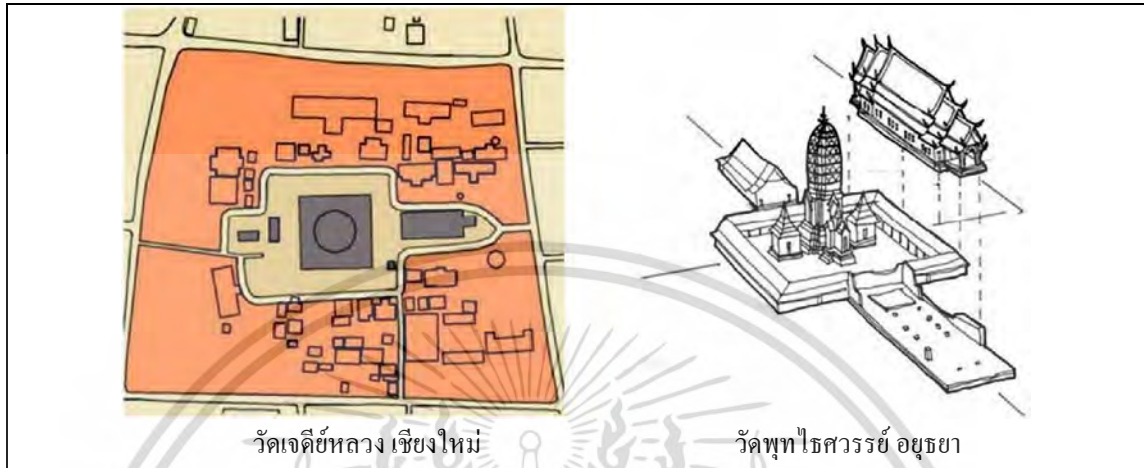 วัดเจดีย์หลวง เชียงใหม่
วัดพุทไธศวรรย์ อยุธยา